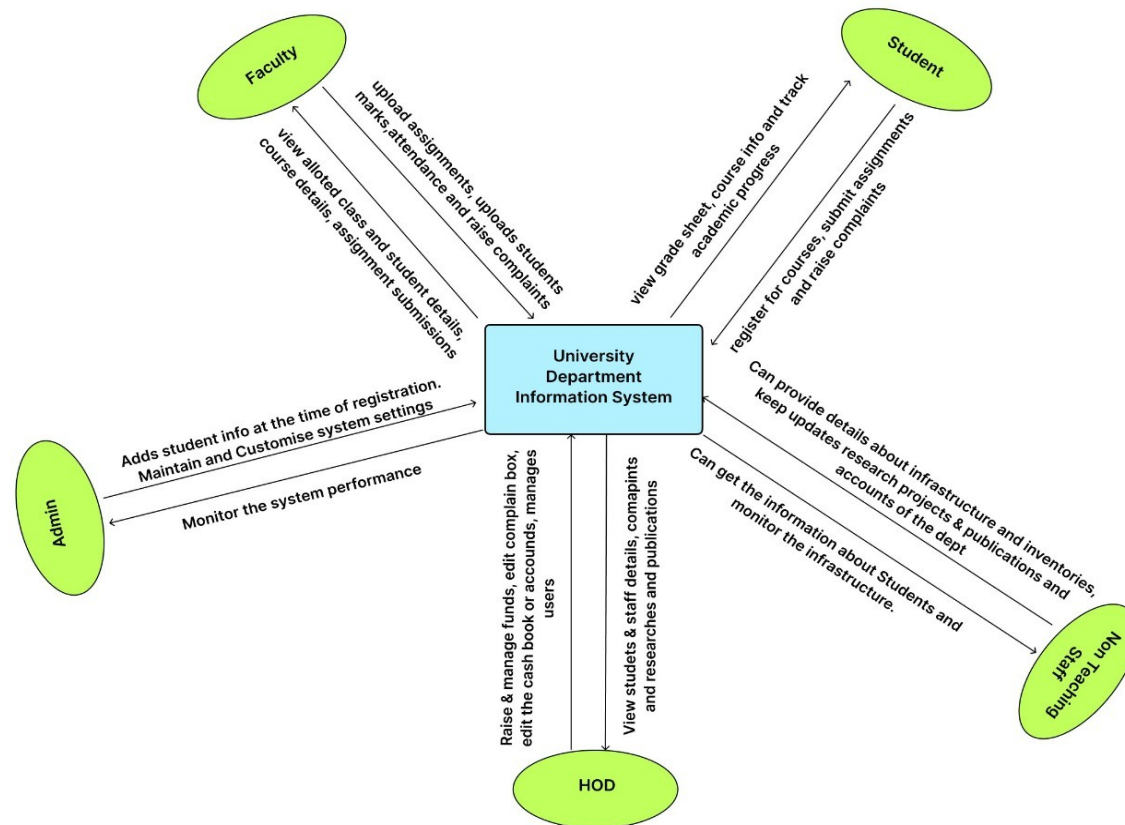 Faculty
Student
upload assignments, uploads students
marks,attendance and raise complaints
view alloted class and student details,
course details, assignment submissions
view grade sheet, course info and track
academic progress
register for courses, submit assignments
and raise complaints
University
Department
Information System
Adds student info at the time of registration.
Maintain and Customise system settings
Monitor the system performance
Admin
Can provide details about infrastructure and inventories,
keep updates research projects & publications and
accounts of the dept
Can get the information about Students and
monitor the infrastructure.
Non Teaching
Staff
Raise & manage funds, edit complain box,
edit the cash book or accounds, manages
users
View studets & staff details, comapints
and researches and publications
HOD